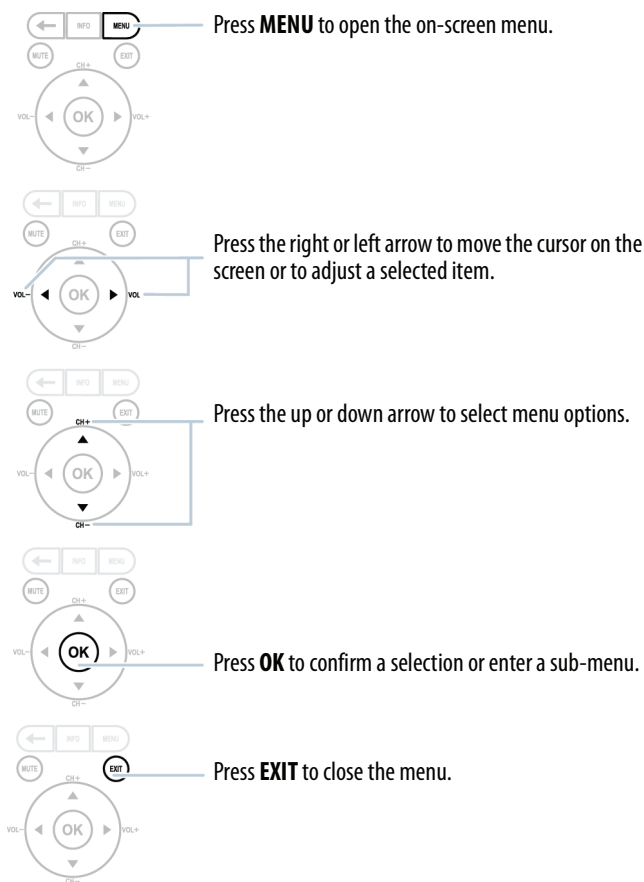 INFO MENU
Press MENU to open the on-screen menu.
MUTE EXIT
CH+
VOL- OK VOL+
CH-
INFO MENU
MUTE EXIT
CH+
Press the right or left arrow to move the cursor on the
screen or to adjust a selected item.
VOL- OK VOL
CH-
INFO MENU
MUTE EXIT
CH+
Press the up or down arrow to select menu options.
VOL- OK VOL+
CH-
INFO MENU
MUTE EXIT
CH+
VOL- OK VOL+
Press OK to confirm a selection or enter a sub-menu.
CH-
INFO MENU
MUTE EXIT
Press EXIT to close the menu.
CH+
VOL- OK VOL+
CH-